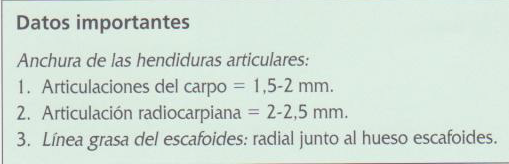 Datos importantes
Anchura de las hendiduras articulares:
1. Articulaciones del carpo = 1,5-2 mm.
2. Articulación radiocarpiana = 2-2,5 mm.
3. Línea grasa del escafoides: radial junto al hueso escafoides.